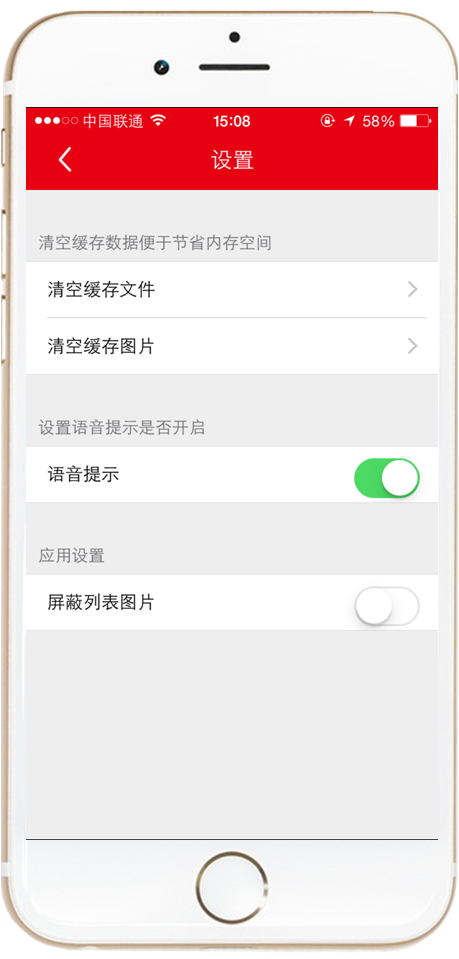 中国联通 15:08 58%
设置
清空缓存数据便于节省内存空间
清空缓存文件
清空缓存图片
设置语音提示是否开启
语音提示
应用设置
屏蔽列表图片